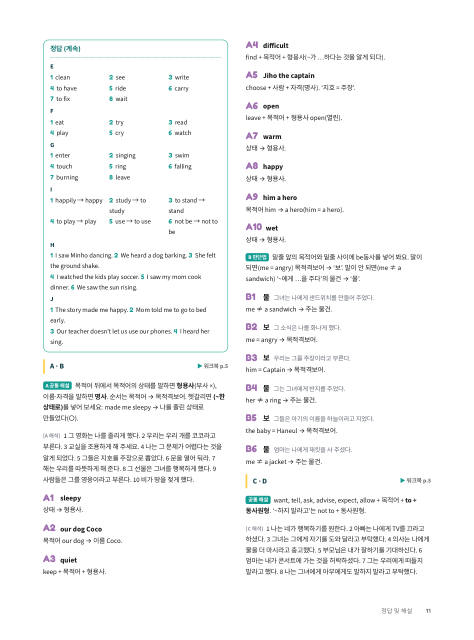 정답 (계속)
E
1 clean 2 see 3 write
4 to have 5 ride 6 carry
7 to fix 8 wait
F
1 eat 2 try 3 read
4 play 5 cry 6 watch
G
1 enter 2 singing 3 swim
4 touch 5 ring 6 falling
7 burning 8 leave
I
1 happily → happy 2 study → to study 3 to stand → stand
4 to play → play 5 use → to use 6 not be → not to be
H
1 I saw Minho dancing. 2 We heard a dog barking. 3 She felt
the ground shake.
4 I watched the kids play soccer. 5 I saw my mom cook
dinner. 6 We saw the sun rising.
J
1 The story made me happy. 2 Mom told me to go to bed
early.
3 Our teacher doesn't let us use our phones. 4 I heard her
sing.
A · B ▶ 워크북 p.5
A 공통 해설 목적어 뒤에서 목적어의 상태를 말하면 형용사(부사 ×),
이름·자격을 말하면 명사. 순서는 목적어 → 목적격보어. 헷갈리면 (~한
상태로)를 넣어 보세요: made me sleepy → 나를 졸린 상태로
만들었다(○).
[A 해석] 1 그 영화는 나를 졸리게 했다. 2 우리는 우리 개를 코코라고
부른다. 3 교실을 조용하게 해 주세요. 4 나는 그 문제가 어렵다는 것을
알게 되었다. 5 그들은 지호를 주장으로 뽑았다. 6 문을 열어 둬라. 7
해는 우리를 따뜻하게 해 준다. 8 그 선물은 그녀를 행복하게 했다. 9
사람들은 그를 영웅이라고 부른다. 10 비가 땅을 젖게 했다.
A1 sleepy
상태 → 형용사.
A2 our dog Coco
목적어 our dog → 이름 Coco.
A3 quiet
keep + 목적어 + 형용사.
A4 difficult
find + 목적어 + 형용사(~가 …하다는 것을 알게 되다).
A5 Jiho the captain
choose + 사람 + 자격(명사). '지호 = 주장'.
A6 open
leave + 목적어 + 형용사 open(열린).
A7 warm
상태 → 형용사.
A8 happy
상태 → 형용사.
A9 him a hero
목적어 him → a hero(him = a hero).
A10 wet
상태 → 형용사.
B 판단법 밑줄 앞의 목적어와 밑줄 사이에 be동사를 넣어 봐요. 말이
되면(me = angry) 목적격보어 → '보'. 말이 안 되면(me ≠ a
sandwich) '~에게 …을 주다'의 물건 → '물'.
B1 물 그녀는 나에게 샌드위치를 만들어 주었다.
me ≠ a sandwich → 주는 물건.
B2 보 그 소식은 나를 화나게 했다.
me = angry → 목적격보어.
B3 보 우리는 그를 주장이라고 부른다.
him = Captain → 목적격보어.
B4 물 그는 그녀에게 반지를 주었다.
her ≠ a ring → 주는 물건.
B5 보 그들은 아기의 이름을 하늘이라고 지었다.
the baby = Haneul → 목적격보어.
B6 물 엄마는 나에게 재킷을 사 주셨다.
me ≠ a jacket → 주는 물건.
C · D ▶ 워크북 p.5
공통 해설 want, tell, ask, advise, expect, allow + 목적어 + to +
동사원형. '~하지 말라고'는 not to + 동사원형.
[C 해석] 1 나는 네가 행복하기를 원한다. 2 아빠는 나에게 TV를 끄라고
하셨다. 3 그녀는 그에게 자기를 도와 달라고 부탁했다. 4 의사는 나에게
물을 더 마시라고 충고했다. 5 부모님은 내가 잘하기를 기대하신다. 6
엄마는 내가 콘서트에 가는 것을 허락하셨다. 7 그는 우리에게 떠들지
말라고 했다. 8 나는 그녀에게 아무에게도 말하지 말라고 부탁했다.
정답 및 해설 11